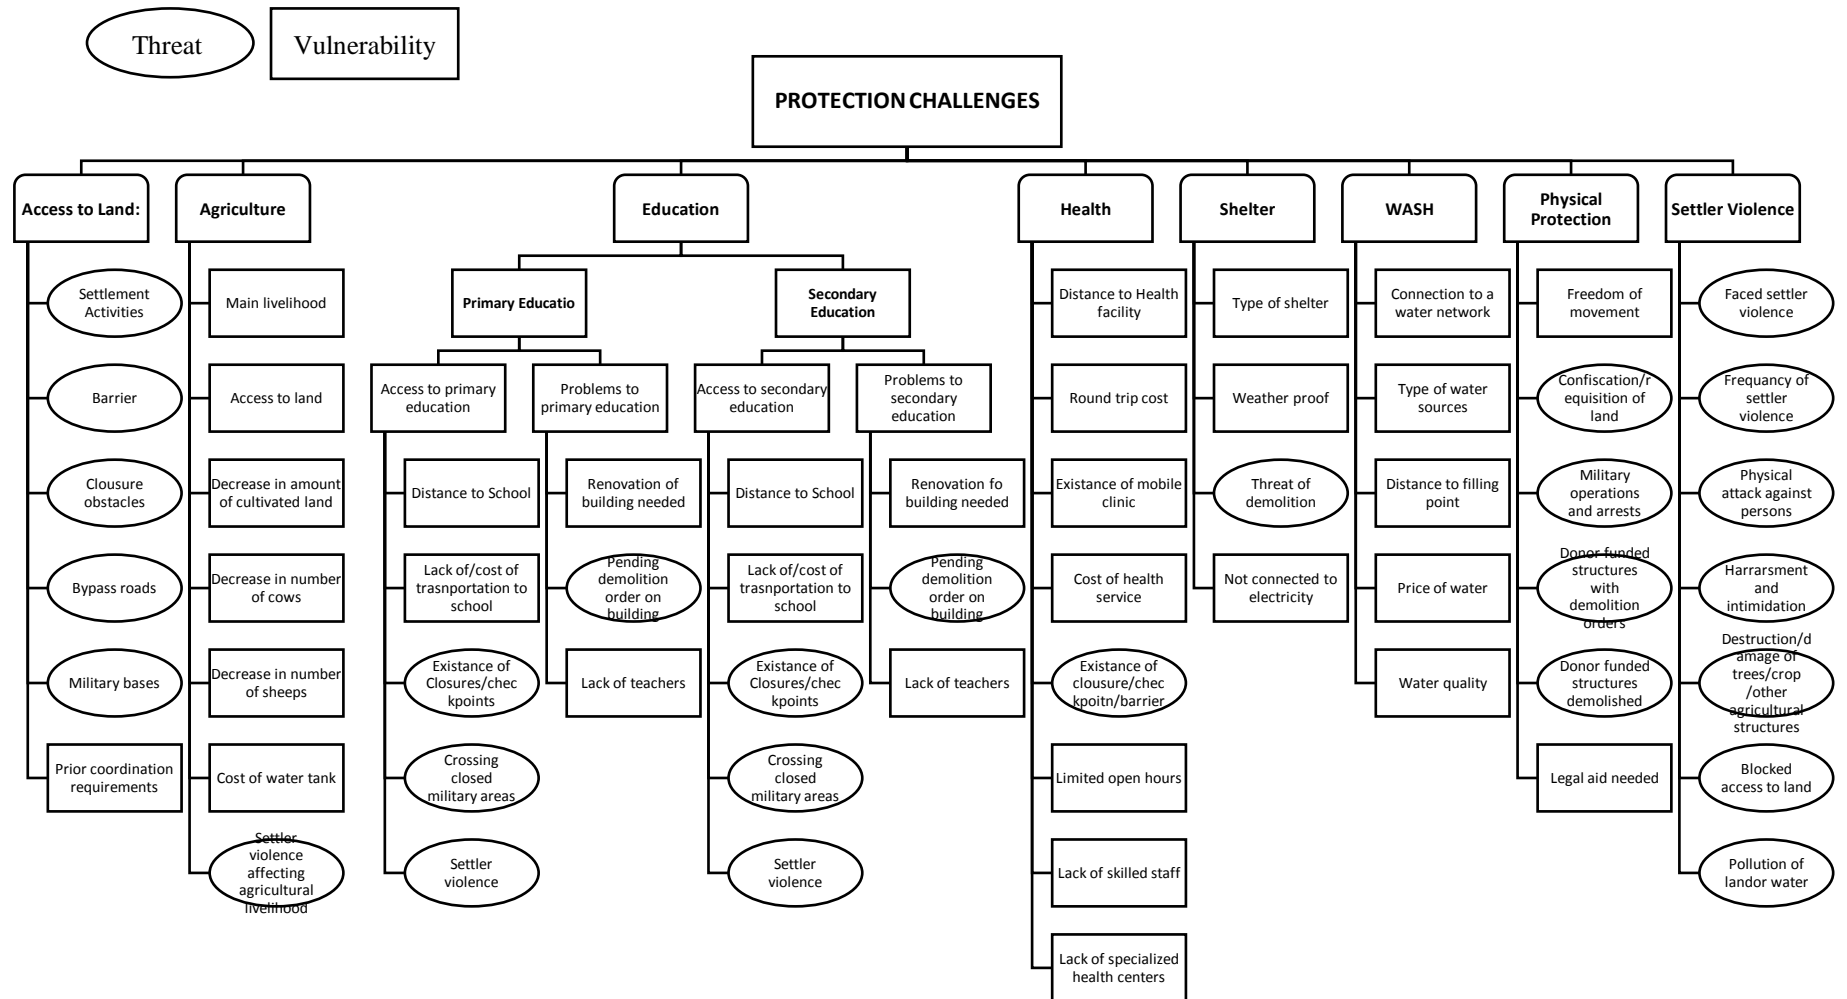 Threat
Vulnerability
PROTECTION CHALLENGES
Access to Land:
Settlement
Activities
Barrier
Clousure
obstacles
Bypass roads
Military bases
Prior coordination
requirements
Agriculture
Main livelihood
Access to land
Decrease in amount
of cultivated land
Decrease in number
of cows
Decrease in number
of sheeps
Cost of water tank
Settler
violence
affecting
agricultural
livelihood
Education
Primary Educatio
Access to primary
education
Distance to School
Lack of/cost of
trasnportation to
school
Existance of
Closures/chec
kpoints
Crossing
closed
military areas
Settler
violence
Problems to
primary education
Renovation of
building needed
Pending
demolition
order on
building
Lack of teachers
Secondary
Education
Access to secondary
education
Distance to School
Lack of/cost of
trasnportation to
school
Existance of
Closures/chec
kpoints
Crossing
closed
military areas
Settler
violence
Problems to
secondary
education
Renovation fo
building needed
Pending
demolition
order on
building
Lack of teachers
Health
Distance to Health
facility
Round trip cost
Existance of mobile
clinic
Cost of health
service
Existance of
clousure/chec
kpoitn/barrier
Limited open hours
Lack of skilled staff
Lack of specialized
health centers
Shelter
Type of shelter
Weather proof
Threat of
demolition
Not connected to
electricity
WASH
Connection to a
water network
Type of water
sources
Distance to filling
point
Price of water
Water quality
Physical
Protection
Freedom of
movement
Confiscation/r
equisition of
land
Military
operations
and arrests
Donor funded
structures
with
demolition
orders
Donor funded
structures
demolished
Legal aid needed
Settler Violence
Faced settler
violence
Frequancy of
settler
violence
Physical
attack against
persons
Harrarsment
and
intimidation
Destruction/d
amage of
trees/crop
/other
agricultural
structures
Blocked
access to land
Pollution of
landor water